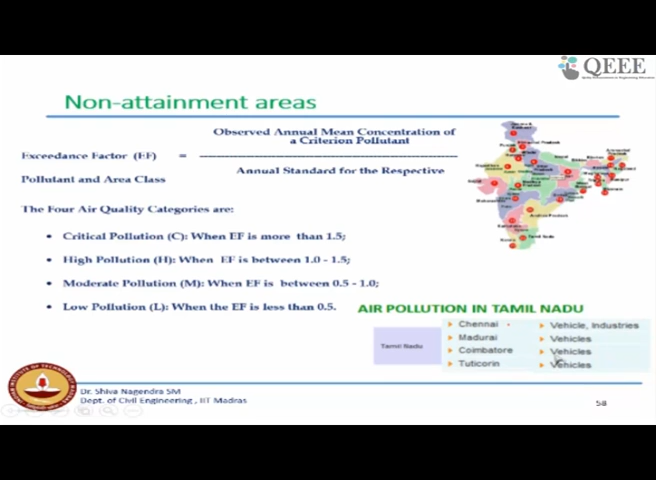 QEEE
Non-attainment areas
Observed Annual Mean Concentration of
a Criterion Pollutant
Exceedance Factor (EF) =
Annual Standard for the Respective
Pollutant and Area Class
The Four Air Quality Categories are:
• Critical Pollution (C): When EF is more than 1.5;
• High Pollution (H): When EF is between 1.0 - 1.5;
• Moderate Pollution (M): When EF is between 0.5 - 1.0;
• Low Pollution (L): When the EF is less than 0.5.
AIR POLLUTION IN TAMIL NADU
Tamil Nadu
Chennai Vehicle, Industries
Madurai Vehicles
Coimbatore Vehicles
Tuticorin Vehicles
Dr. Shiva Nagendra SM
Dept. of Civil Engineering , IIT Madras
58